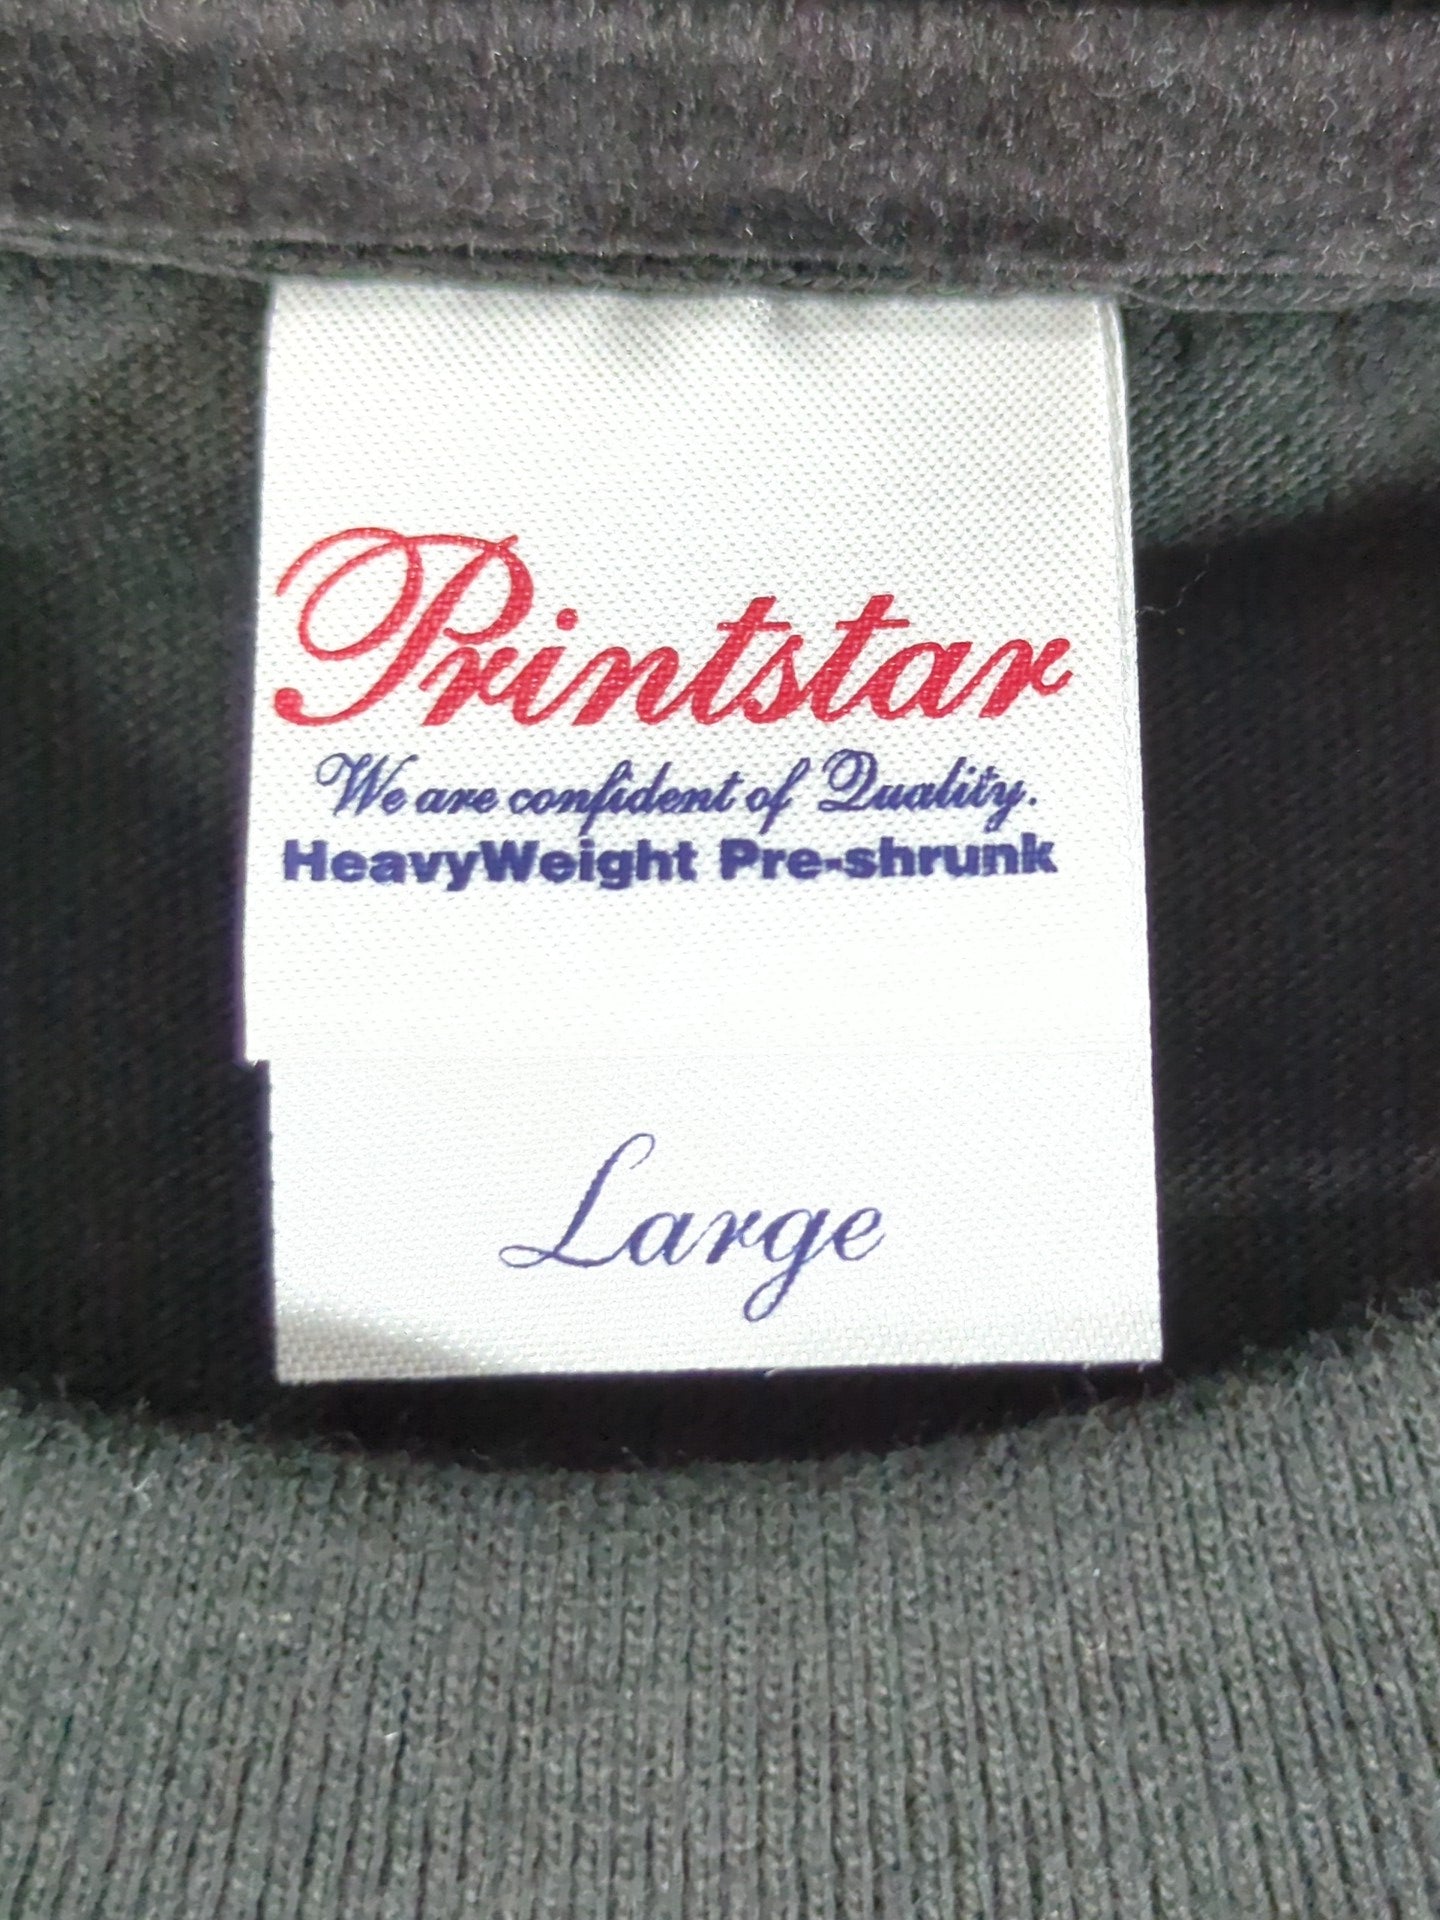 Printstar
We are confident of Quality.
HeavyWeight Pre-shrunk
Large